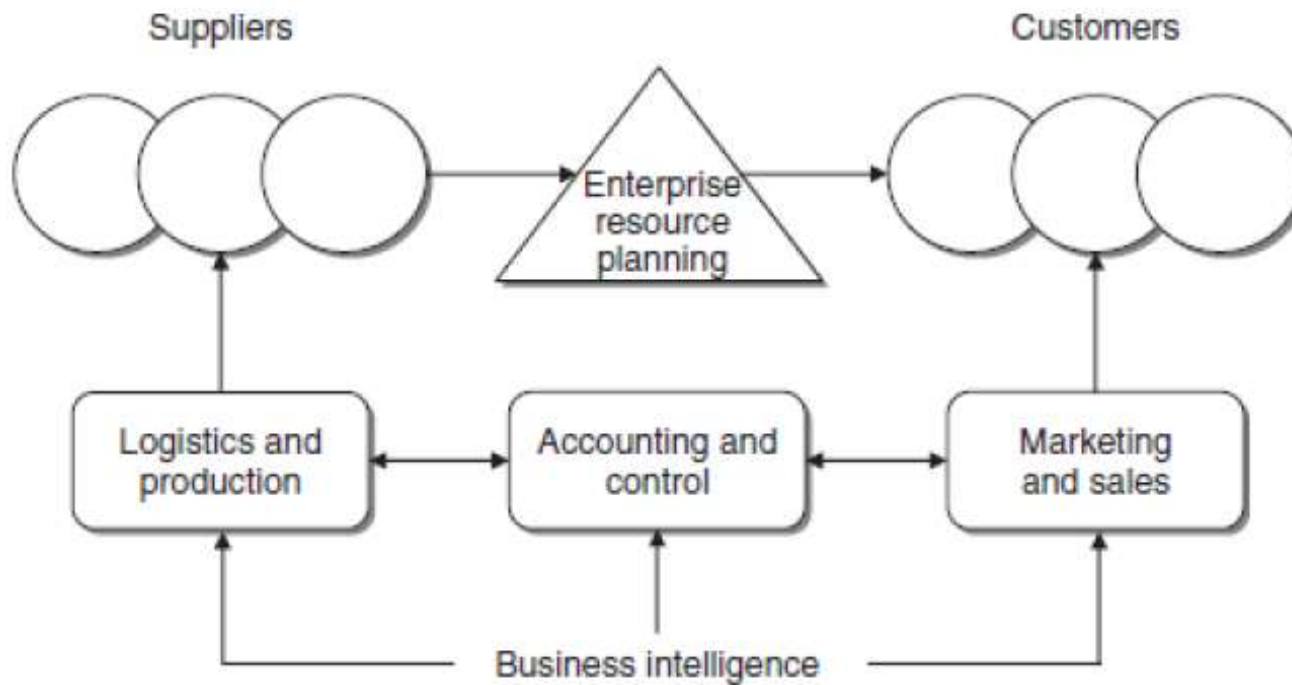 Suppliers
Customers
Enterprise
resource
planning
Logistics and
production
Accounting and
control
Marketing
and sales
Business intelligence